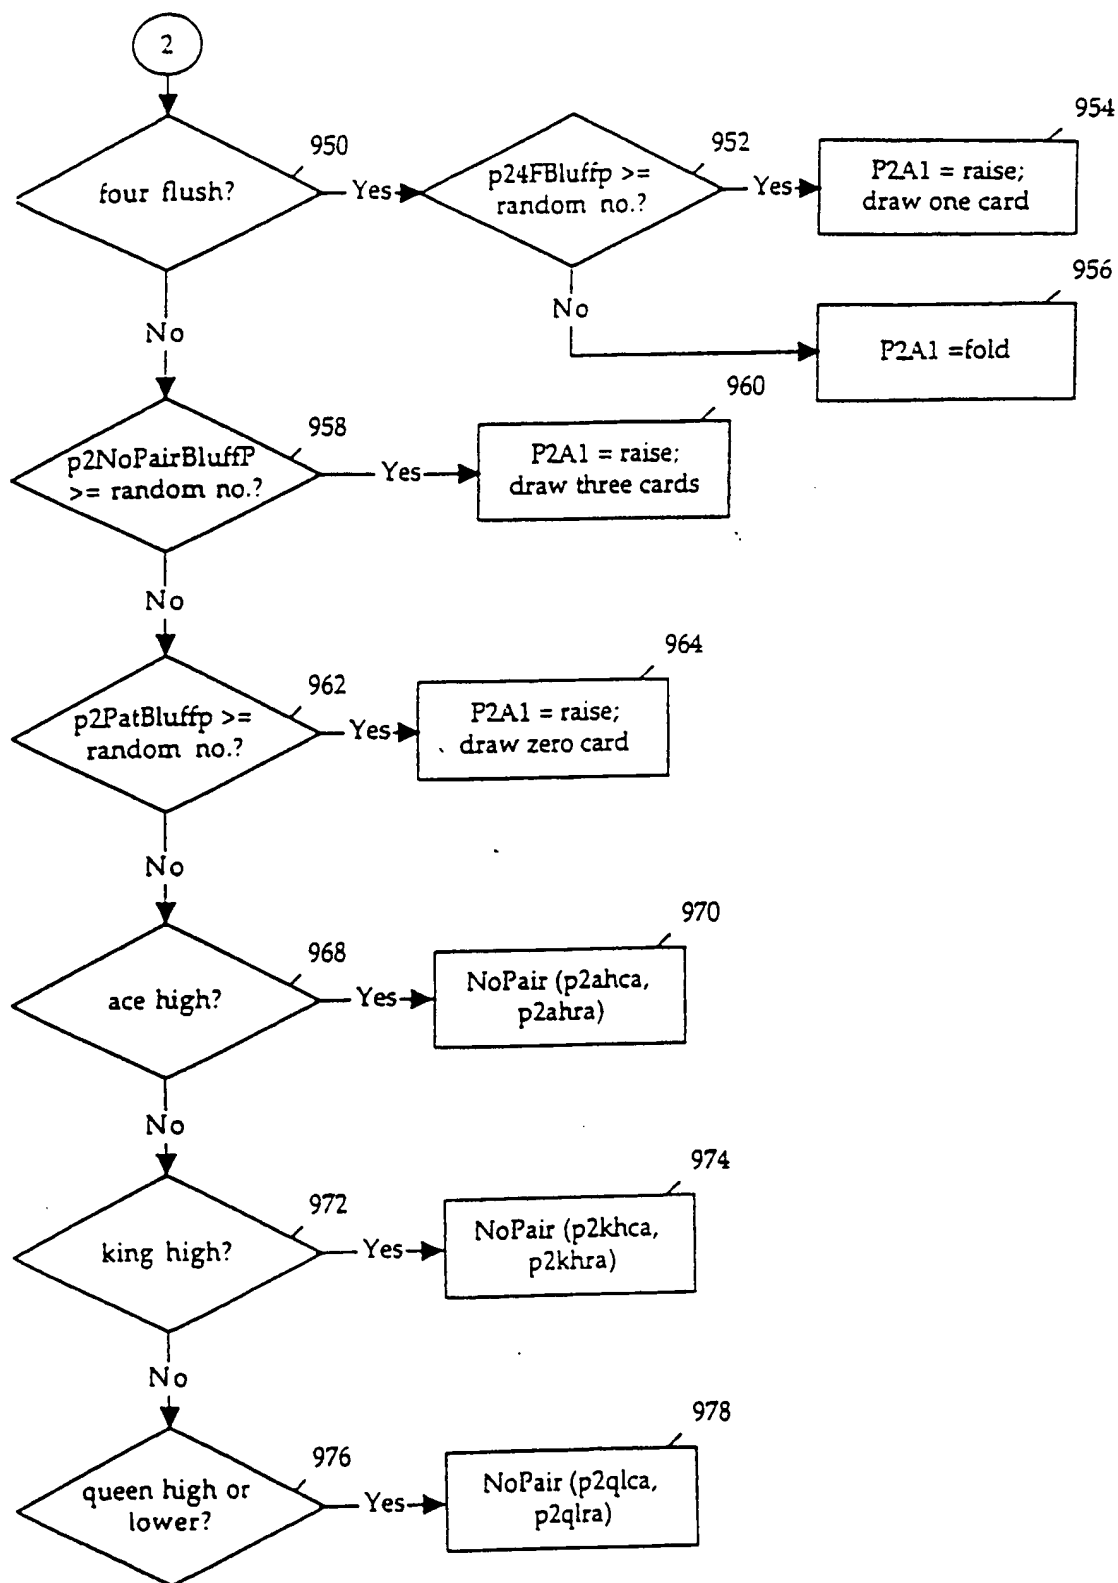 2
950
four flush?
Yes
952
p24FBluffp >=
random no.?
Yes
954
P2A1 = raise;
draw one card
No
956
P2A1 =fold
No
958
p2NoPairBluffP
>= random no.?
Yes
960
P2A1 = raise;
draw three cards
No
962
p2PatBluffp >=
random no.?
Yes
964
P2A1 = raise;
draw zero card
No
968
ace high?
Yes
970
NoPair (p2ahca,
p2ahra)
No
972
king high?
Yes
974
NoPair (p2khca,
p2khra)
No
976
queen high or
lower?
Yes
978
NoPair (p2qlca,
p2qlra)